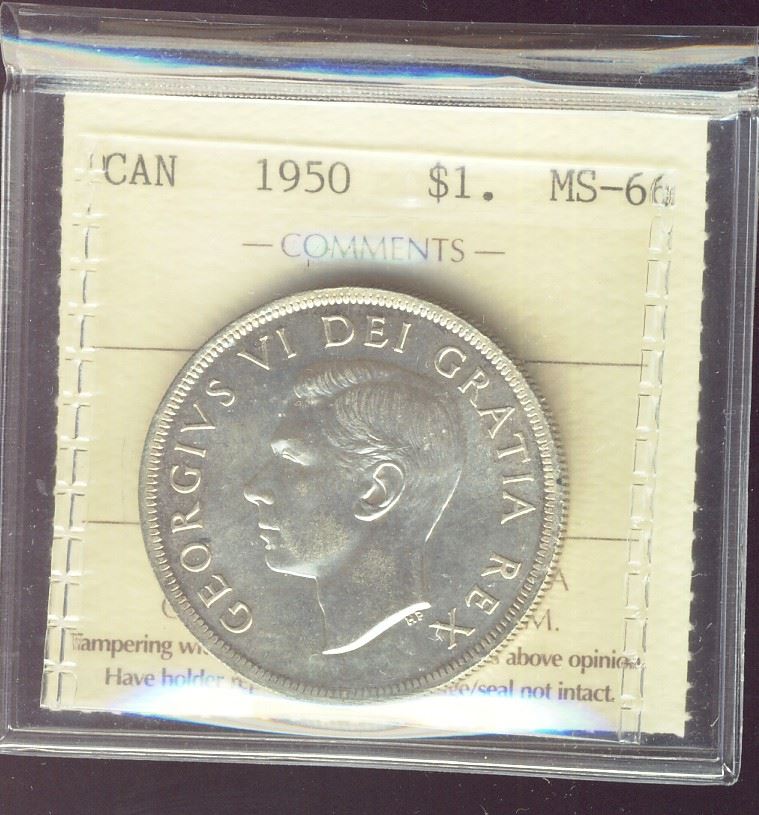 CAN 1950 $1. MS-66
— COMMENTS —
GEORGIVS VI DEI GRATIA REX
HP
A
C M.
Tampering above opinion.
Have holder seal not intact.